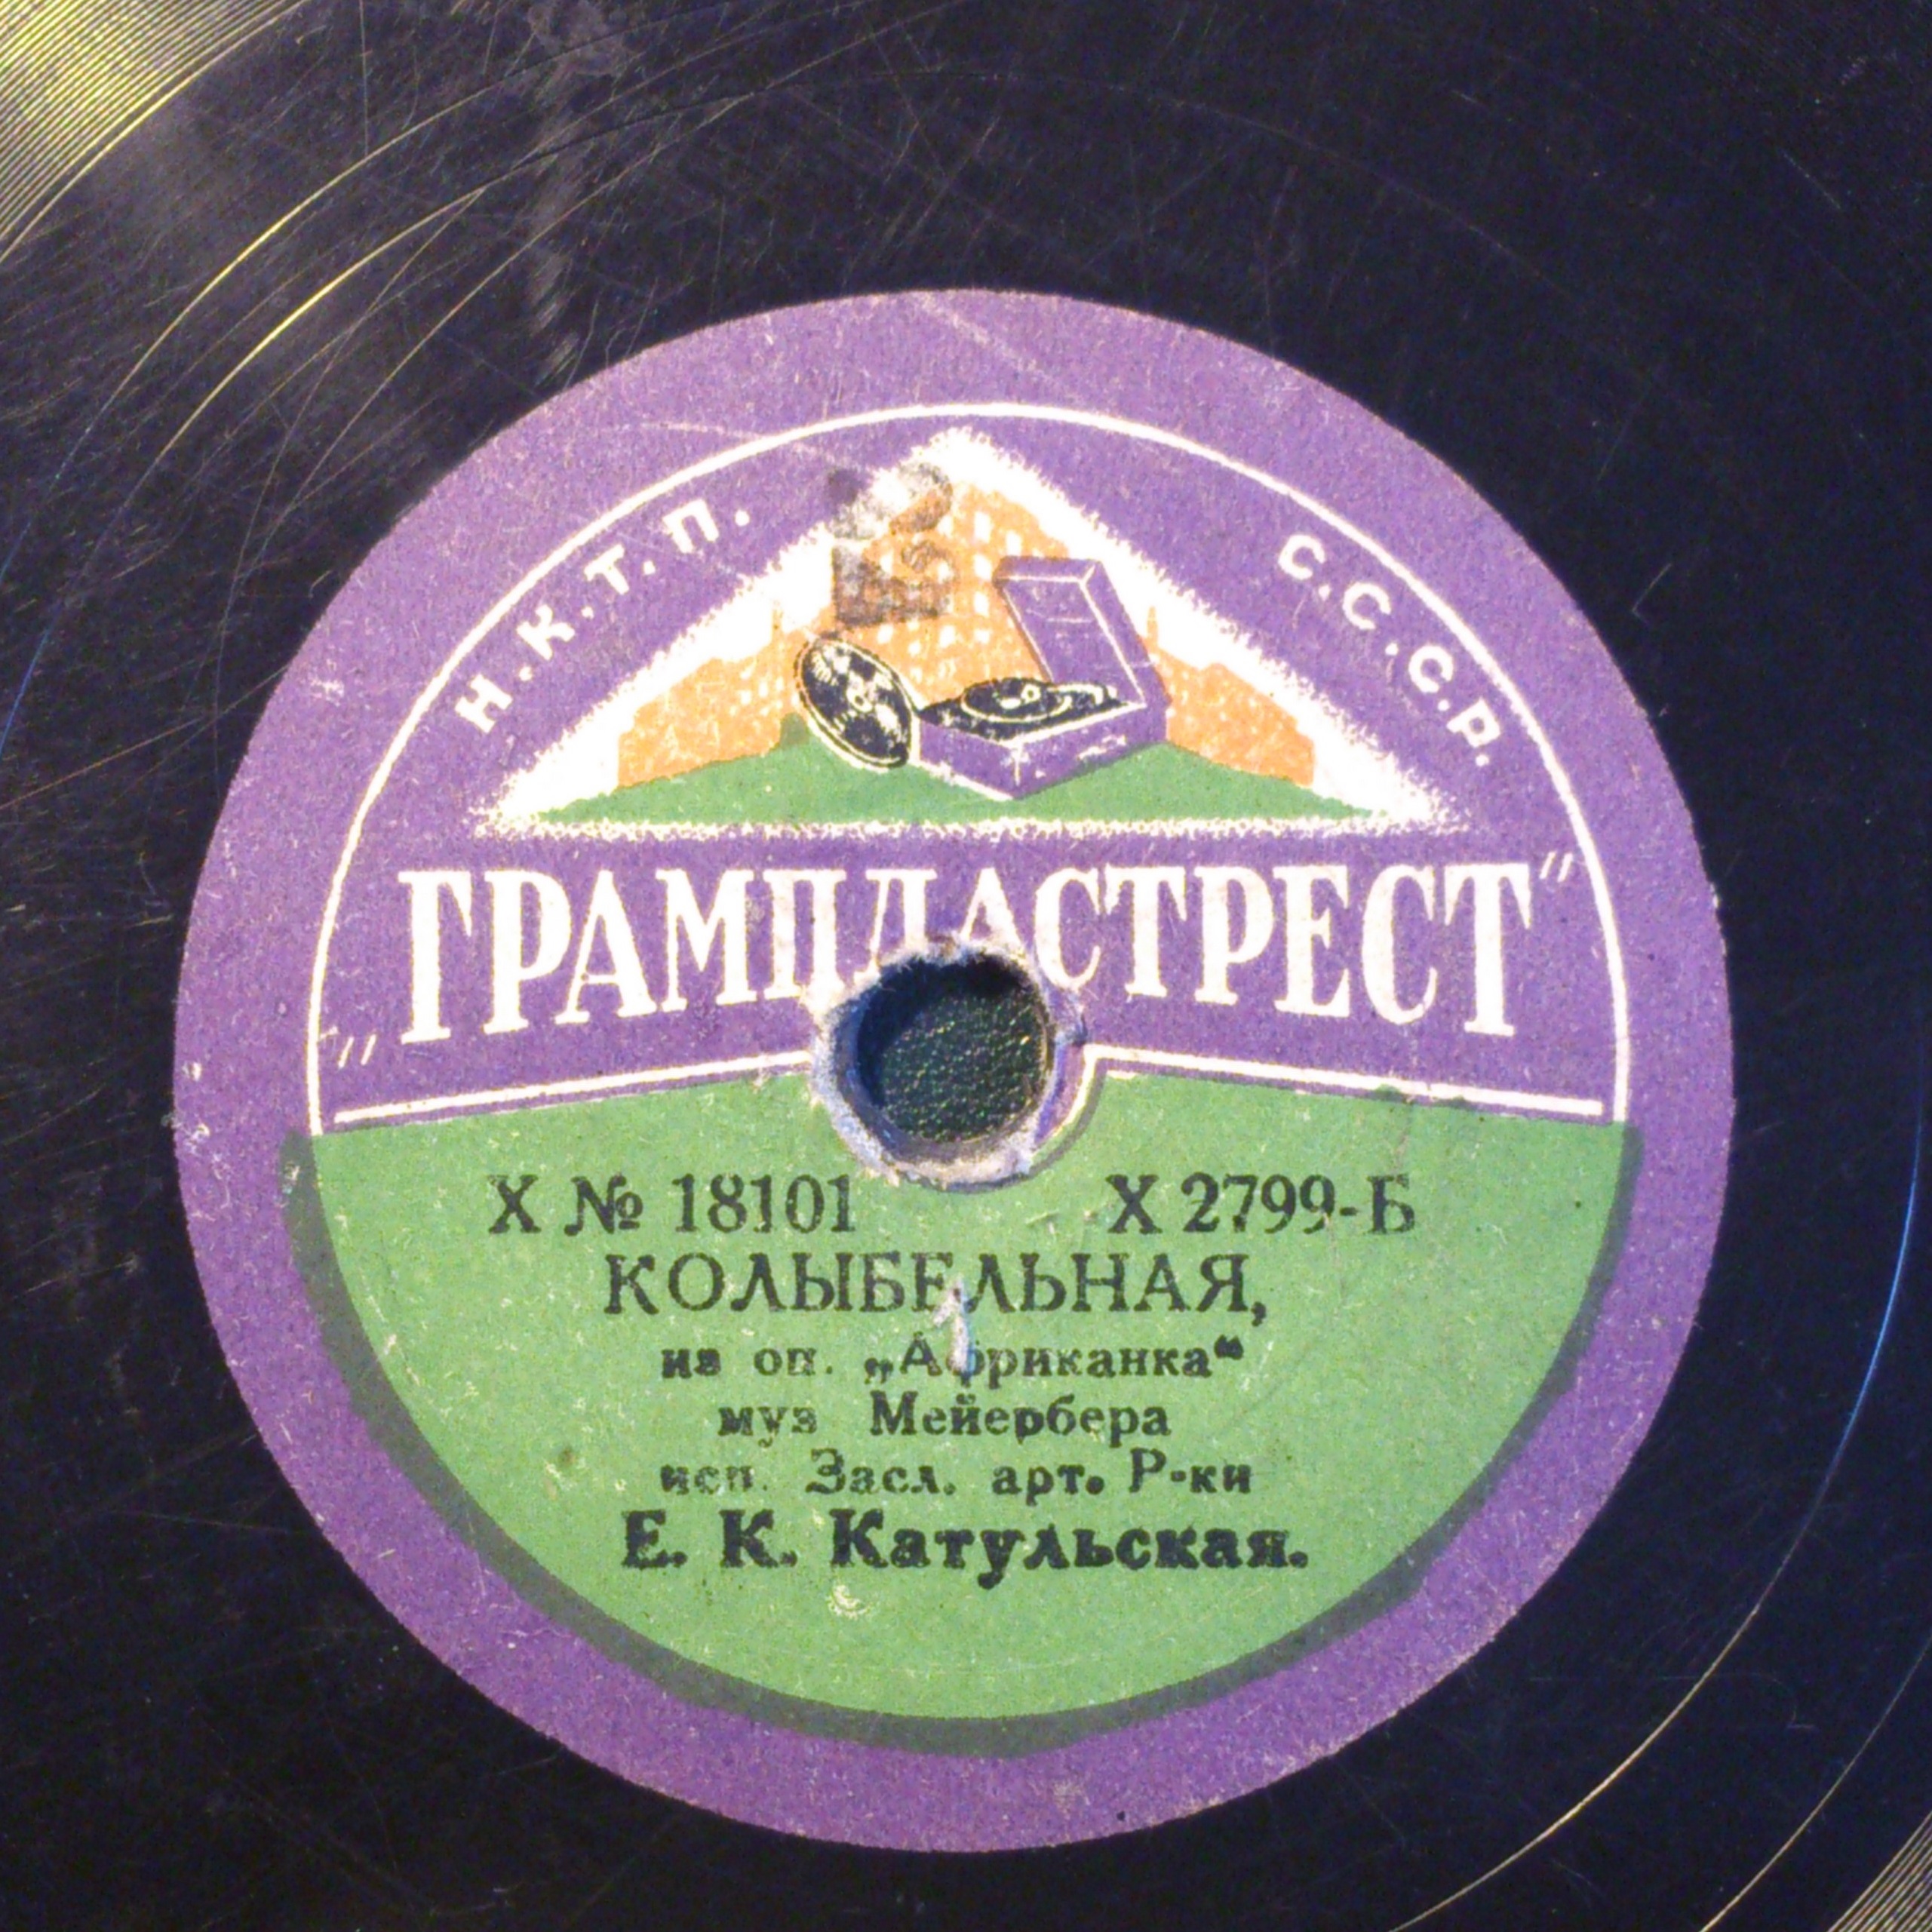 Н.К.Т.П. С.С.С.Р.
„ГРАМПЛАСТРЕСТ"
Х № 18101 Х 2799-Б
КОЛЫБЕЛЬНАЯ,
из оп. „Африканка“
муз Мейербера
исп. Засл. арт. Р-ки
Е. К. Катульская.